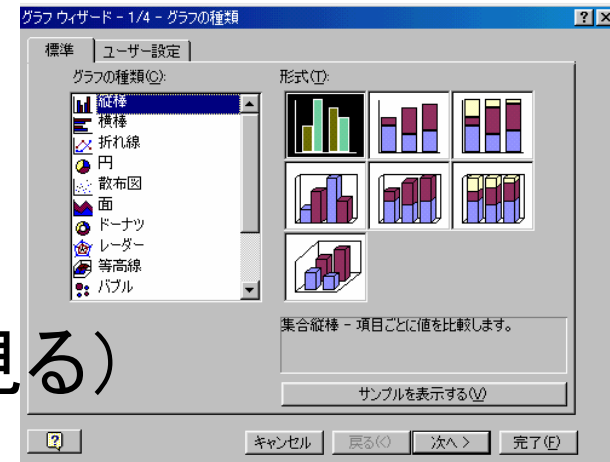 グラフ ウィザード - 1/4 - グラフの種類
標準
ユーザー設定
グラフの種類(C):
縦棒
横棒
折れ線
円
散布図
面
ドーナツ
レーダー
等高線
バブル
形式(T):
集合縦棒 - 項目ごとに値を比較します。
サンプルを表示する(V)
見る）
キャンセル
戻る(<)
次へ >
完了(F)